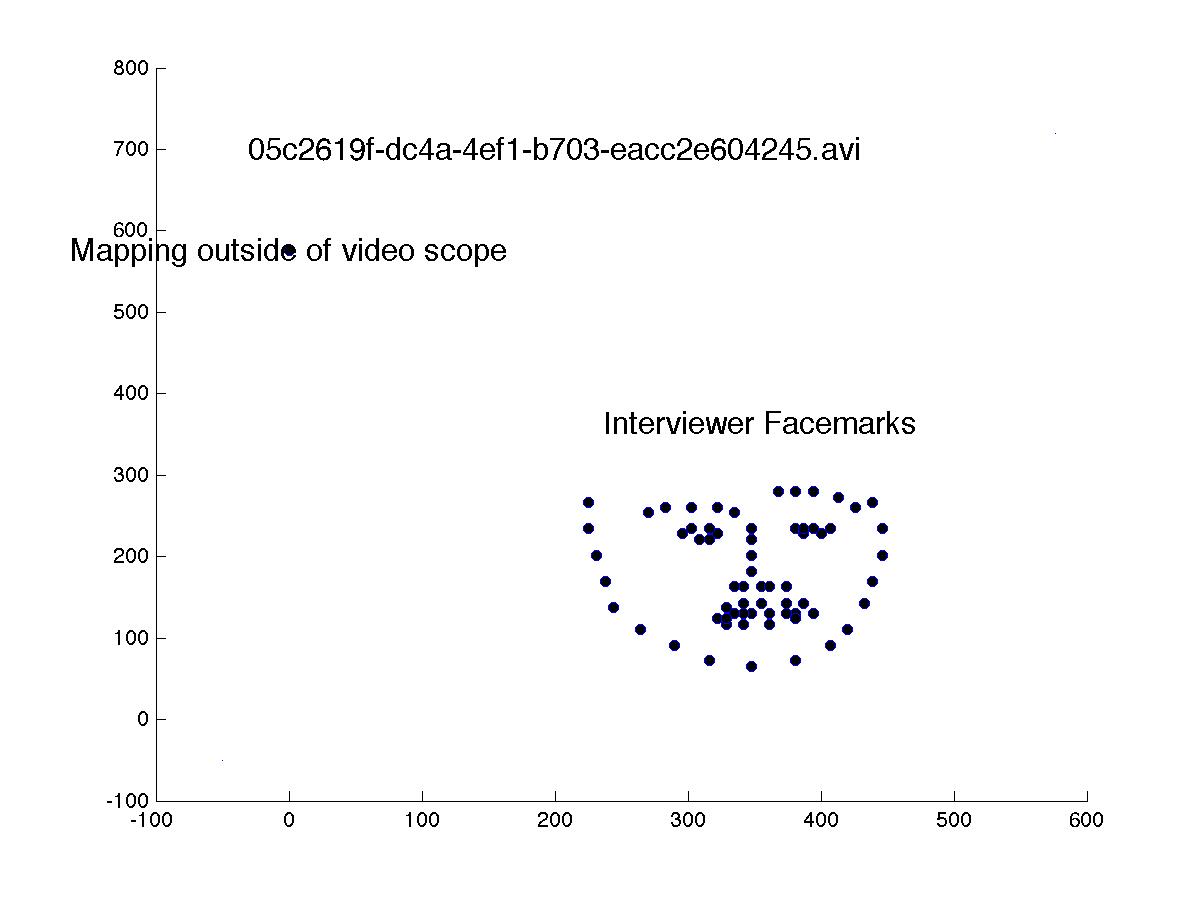 800
700
05c2619f-dc4a-4ef1-b703-eacc2e604245.avi
600
Mapping outside of video scope
500
400
Interviewer Facemarks
300
200
100
0
-100
-100 0 100 200 300 400 500 600